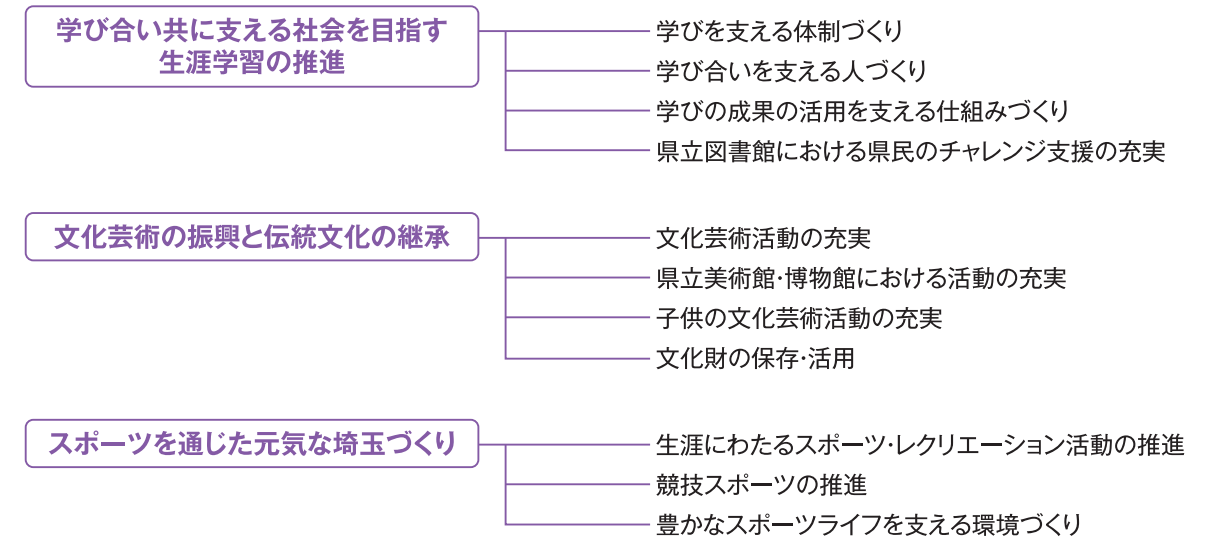 学び合い共に支える社会を目指す
生涯学習の推進
学びを支える体制づくり
学び合いを支える人づくり
学びの成果の活用を支える仕組みづくり
県立図書館における県民のチャレンジ支援の充実
文化芸術の振興と伝統文化の継承
文化芸術活動の充実
県立美術館・博物館における活動の充実
子供の文化芸術活動の充実
文化財の保存・活用
スポーツを通じた元気な埼玉づくり
生涯にわたるスポーツ・レクリエーション活動の推進
競技スポーツの推進
豊かなスポーツライフを支える環境づくり